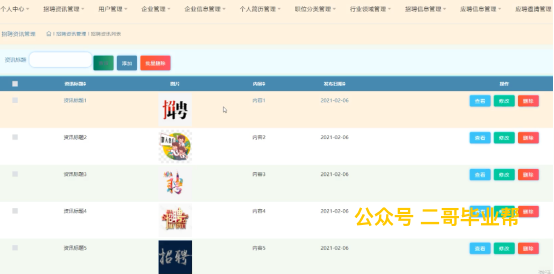 个人中心 招聘资讯管理 用户管理 企业管理 企业信息管理 个人简历管理 职位分类管理 行业领域管理 招聘信息管理 应聘信息管理 应聘邀请管理
招聘资讯管理 / 招聘资讯管理 / 招聘资讯列表
资讯标题 添加 批量删除
资讯标题 图片 内容 发布日期 操作
资讯标题1 招聘 内容1 2021-02-06 查看 修改 删除
资讯标题2 内容2 2021-02-06 查看 修改 删除
资讯标题3 聘 内容3 2021-02-06 查看 修改 删除
资讯标题4 招聘 内容4 2021-02-06 查看 修改 删除
公众号 二哥毕业帮
资讯标题5 招聘 内容5 2021-02-06 查看 修改 删除